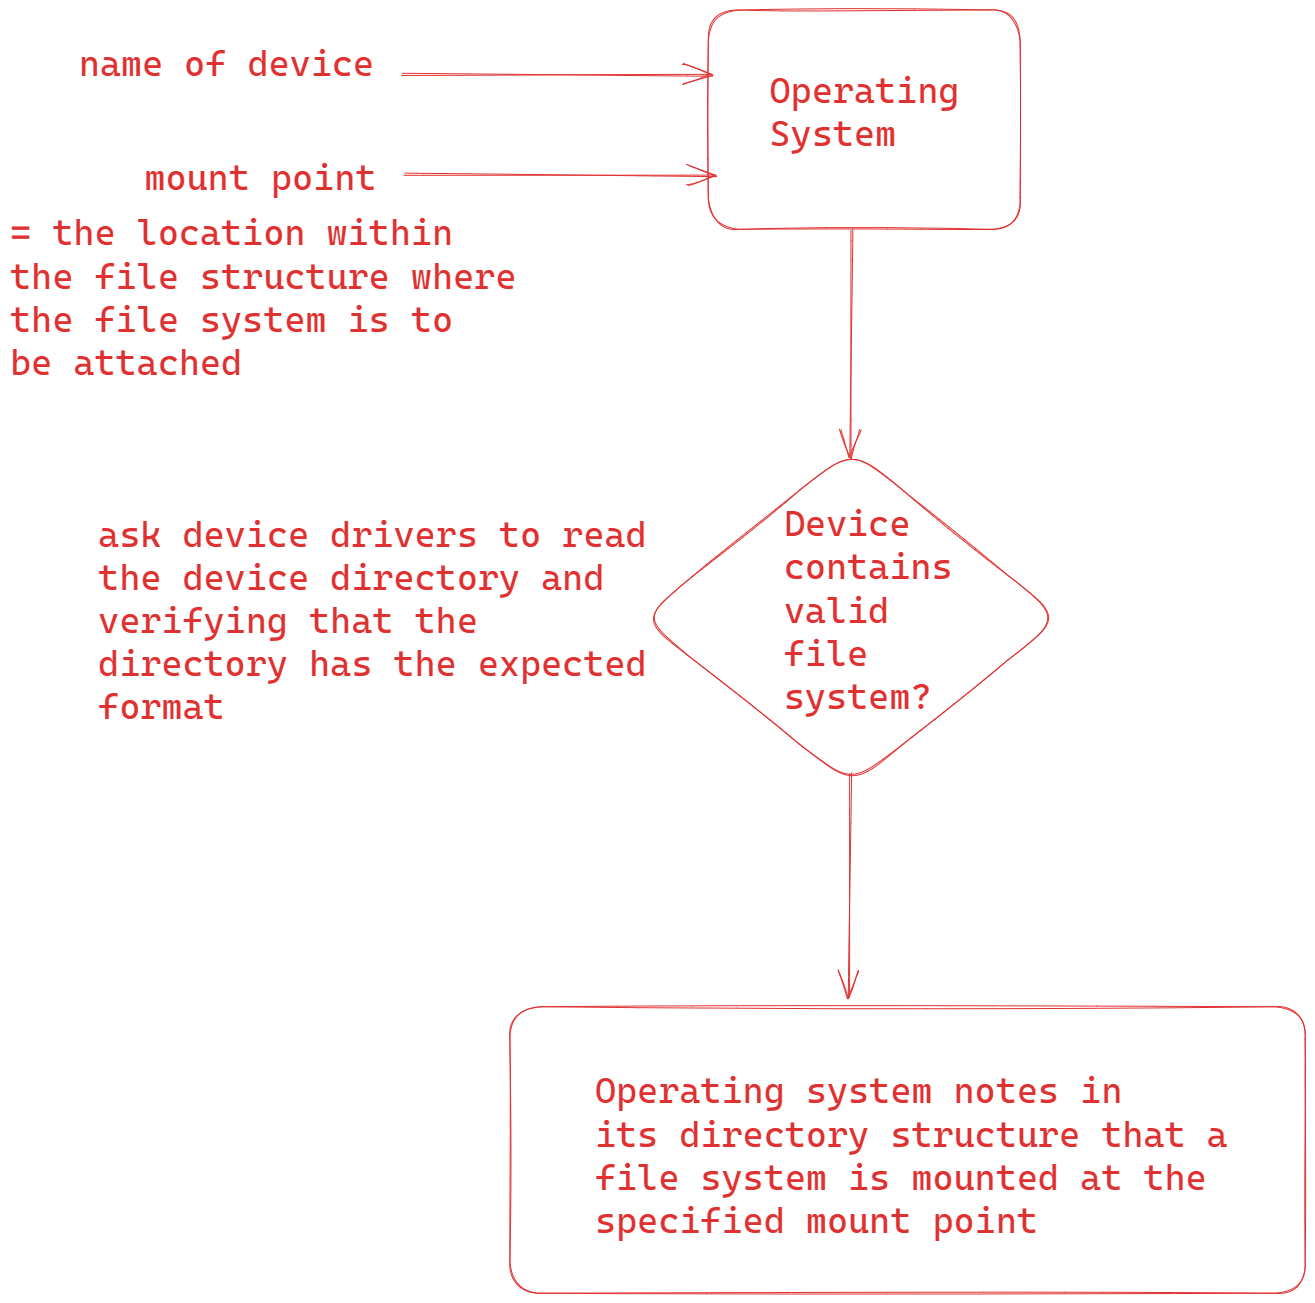 name of device
Operating
System
mount point
= the location within
the file structure where
the file system is to
be attached
Device
contains
valid
file
system?
ask device drivers to read
the device directory and
verifying that the
directory has the expected
format
Operating system notes in
its directory structure that a
file system is mounted at the
specified mount point